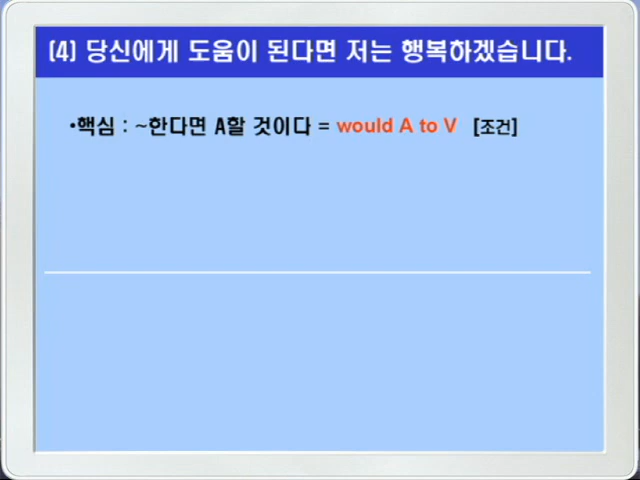 (4) 당신에게 도움이 된다면 저는 행복하겠습니다.
•핵심 : ~한다면 A할 것이다 = would A to V [조건]